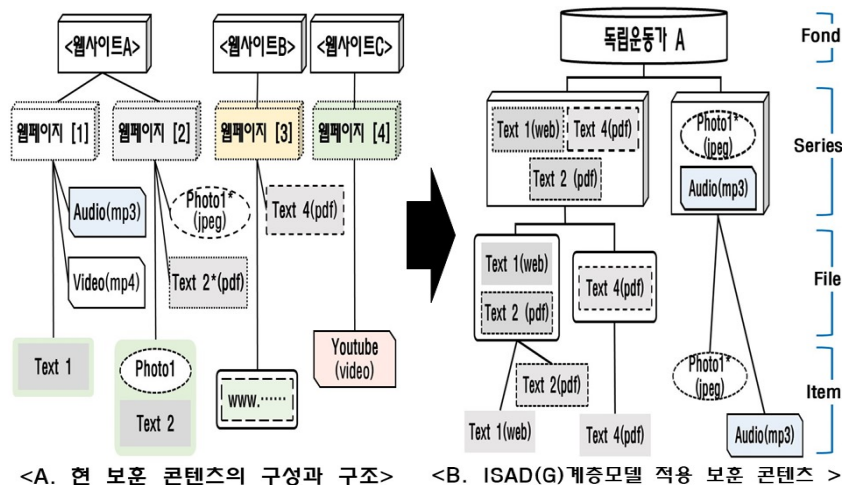 <웹사이트A>
<웹사이트B>
<웹사이트C>
웹페이지 [1]
웹페이지 [2]
웹페이지 [3]
웹페이지 [4]
Audio(mp3)
Photo1*
(jpeg)
Text 4(pdf)
Video(mp4)
Text 2*(pdf)
Text 1
Photo1
Text 2
www.……
Youtube
(video)
<A. 현 보훈 콘텐츠의 구성과 구조>
독립운동가 A
Fond
Text 1(web)
Text 4(pdf)
Text 2 (pdf)
Photo1*
(jpeg)
Audio(mp3)
Series
Text 1(web)
Text 2 (pdf)
Text 4(pdf)
File
Text 2(pdf)
Text 1(web)
Text 4(pdf)
Photo1*
(jpeg)
Audio(mp3)
Item
<B. ISAD(G)계층모델 적용 보훈 콘텐츠 >